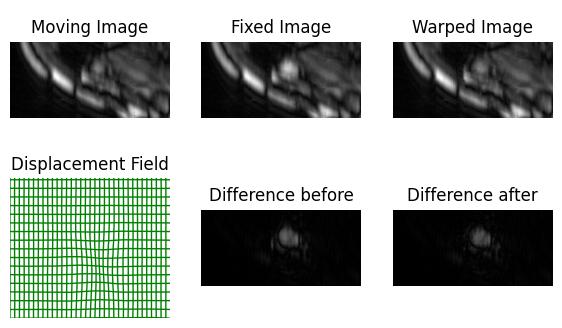 Moving Image
Fixed Image
Warped Image
Displacement Field
Difference before
Difference after